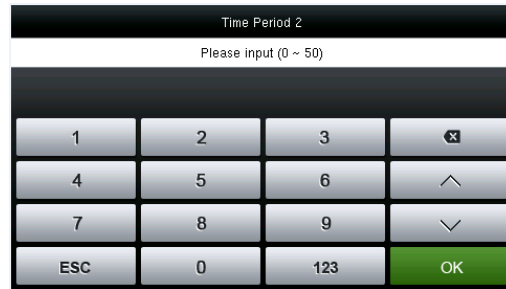 Time Period 2
Please input (0 ~ 50)
1 2 3
4 5 6
7 8 9
ESC 0 123 OK